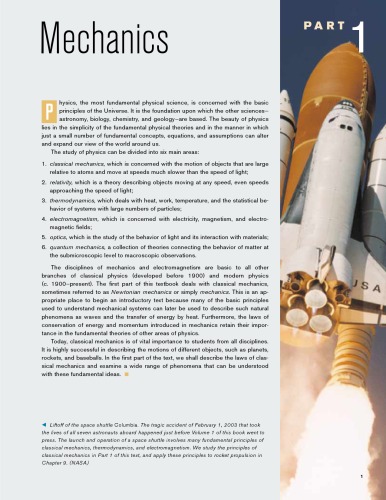 Mechanics
PART
1
Physics, the most fundamental physical science, is concerned with the basic
principles of the Universe. It is the foundation upon which the other sciences—
astronomy, biology, chemistry, and geology—are based. The beauty of physics
lies in the simplicity of the fundamental physical theories and in the manner in which
just a small number of fundamental concepts, equations, and assumptions can alter
and expand our view of the world around us.
The study of physics can be divided into six main areas:
1. classical mechanics, which is concerned with the motion of objects that are large
relative to atoms and move at speeds much slower than the speed of light;
2. relativity, which is a theory describing objects moving at any speed, even speeds
approaching the speed of light;
3. thermodynamics, which deals with heat, work, temperature, and the statistical be-
havior of systems with large numbers of particles;
4. electromagnetism, which is concerned with electricity, magnetism, and electro-
magnetic fields;
5. optics, which is the study of the behavior of light and its interaction with materials;
6. quantum mechanics, a collection of theories connecting the behavior of matter at
the submicroscopic level to macroscopic observations.
The disciplines of mechanics and electromagnetism are basic to all other
branches of classical physics (developed before 1900) and modern physics
(c. 1900–present). The first part of this textbook deals with classical mechanics,
sometimes referred to as Newtonian mechanics or simply mechanics. This is an ap-
propriate place to begin an introductory text because many of the basic principles
used to understand mechanical systems can later be used to describe such natural
phenomena as waves and the transfer of energy by heat. Furthermore, the laws of
conservation of energy and momentum introduced in mechanics retain their impor-
tance in the fundamental theories of other areas of physics.
Today, classical mechanics is of vital importance to students from all disciplines.
It is highly successful in describing the motions of different objects, such as planets,
rockets, and baseballs. In the first part of the text, we shall describe the laws of clas-
sical mechanics and examine a wide range of phenomena that can be understood
with these fundamental ideas.
Liftoff of the space shuttle Columbia. The tragic accident of February 1, 2003 that took
the lives of all seven astronauts aboard happened just before Volume 1 of this book went to
press. The launch and operation of a space shuttle involves many fundamental principles of
classical mechanics, thermodynamics, and electromagnetism. We study the principles of
classical mechanics in Part 1 of this text, and apply these principles to rocket propulsion in
Chapter 9. (NASA)
USA
1